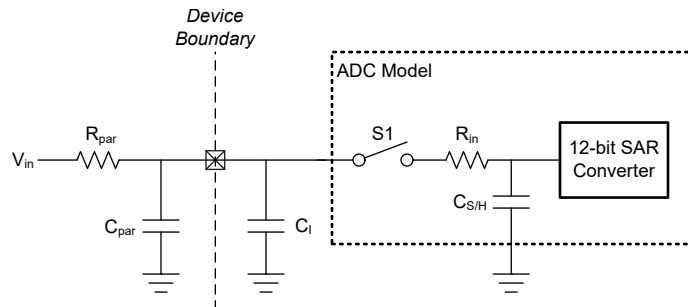 Device
Boundary
ADC Model
R_par
S1
R_in
V_in
12-bit SAR
Converter
C_par
C_I
C_S/H